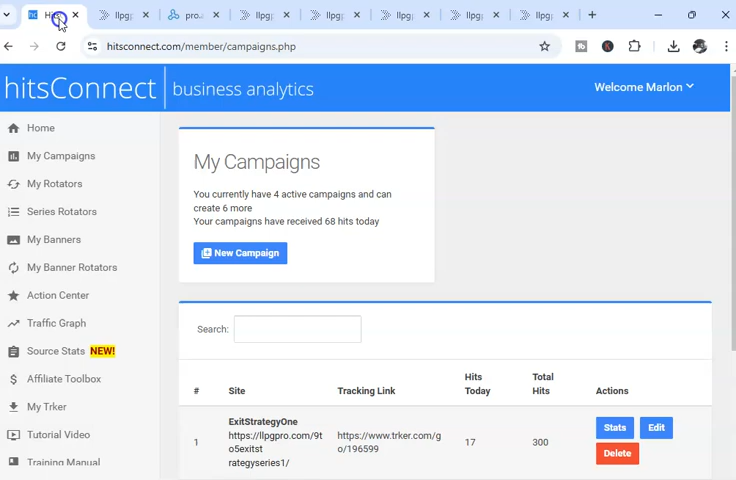 Hits
llpg
pro.
llpg
llpg
llpg
llpg
llpg
hitsconnect.com/member/campaigns.php
K
hitsConnect
business analytics
Welcome Marlon
Home
My Campaigns
My Rotators
Series Rotators
My Banners
My Banner Rotators
Action Center
Traffic Graph
Source Stats NEW!
Affiliate Toolbox
My Trker
Tutorial Video
Training Manual
My Campaigns
You currently have 4 active campaigns and can
create 6 more
Your campaigns have received 68 hits today
New Campaign
Search:
# Site Tracking Link Hits Today Total Hits Actions
1
ExitStrategyOne
https://llpgpro.com/9t
o5exitst
rategyseries1/
https://www.trker.com/g
o/196599
17
300
Stats
Edit
Delete